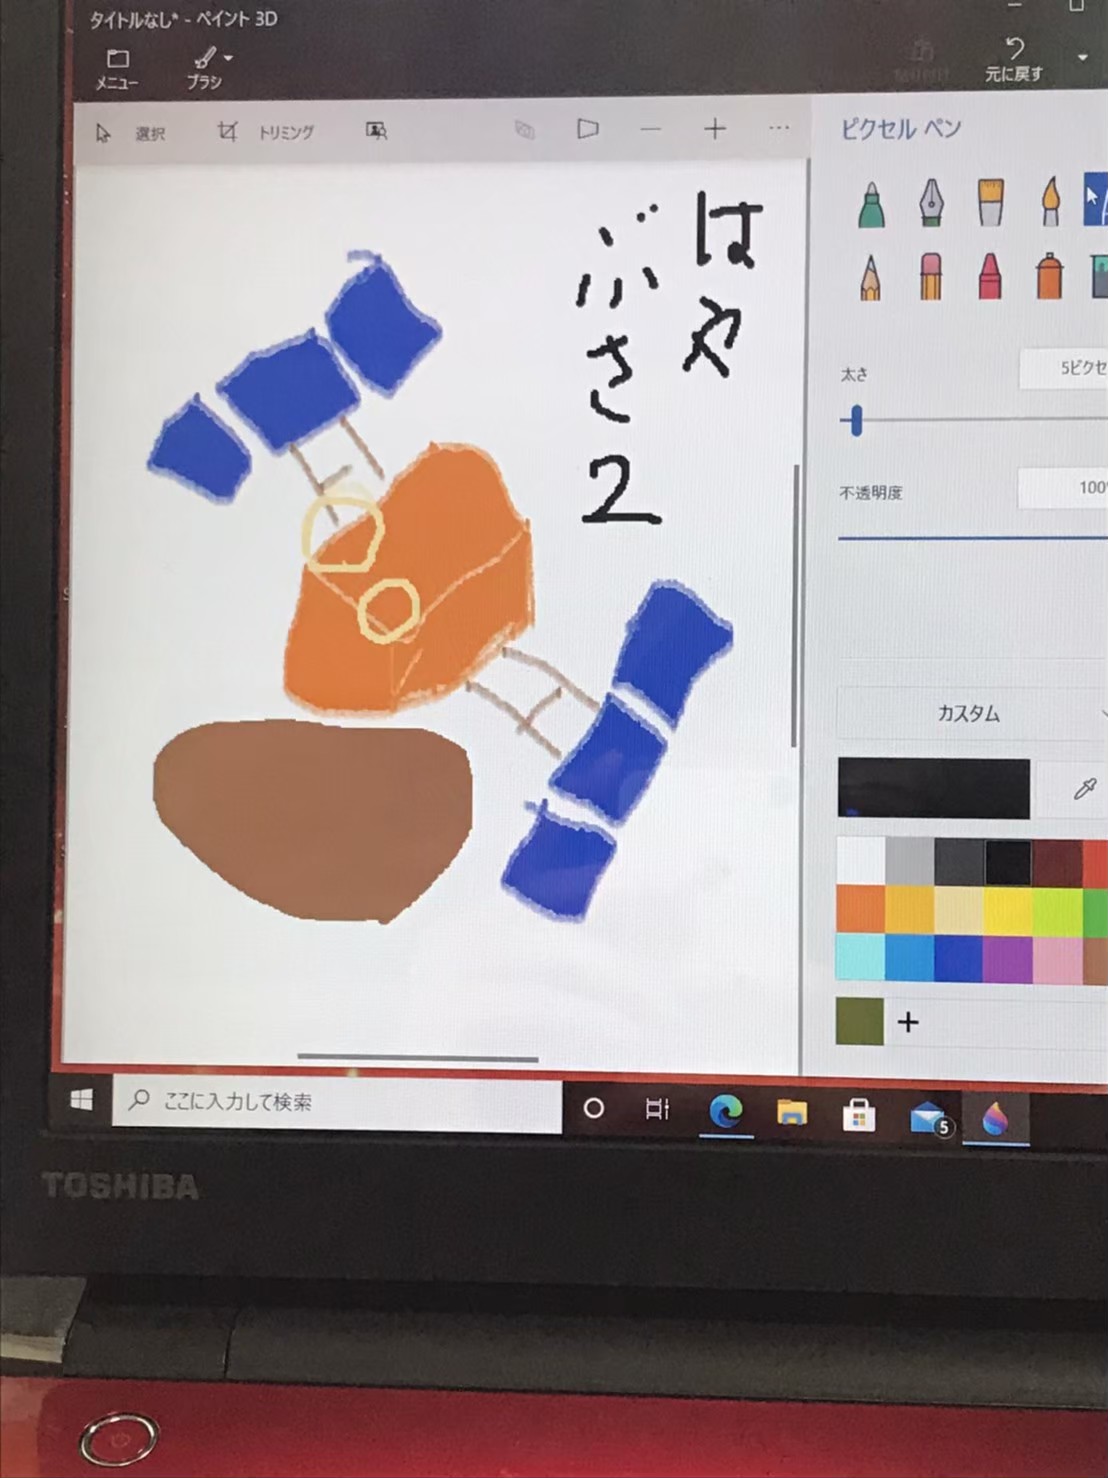 タイトルなし* - ペイント 3D
メニュー
ブラシ
元に戻す
選択
トリミング
ピクセル ペン
はや
ぶさ2
太さ
5ピクセ
不透明度
100%
カスタム
ここに入力して検索
5
TOSHIBA